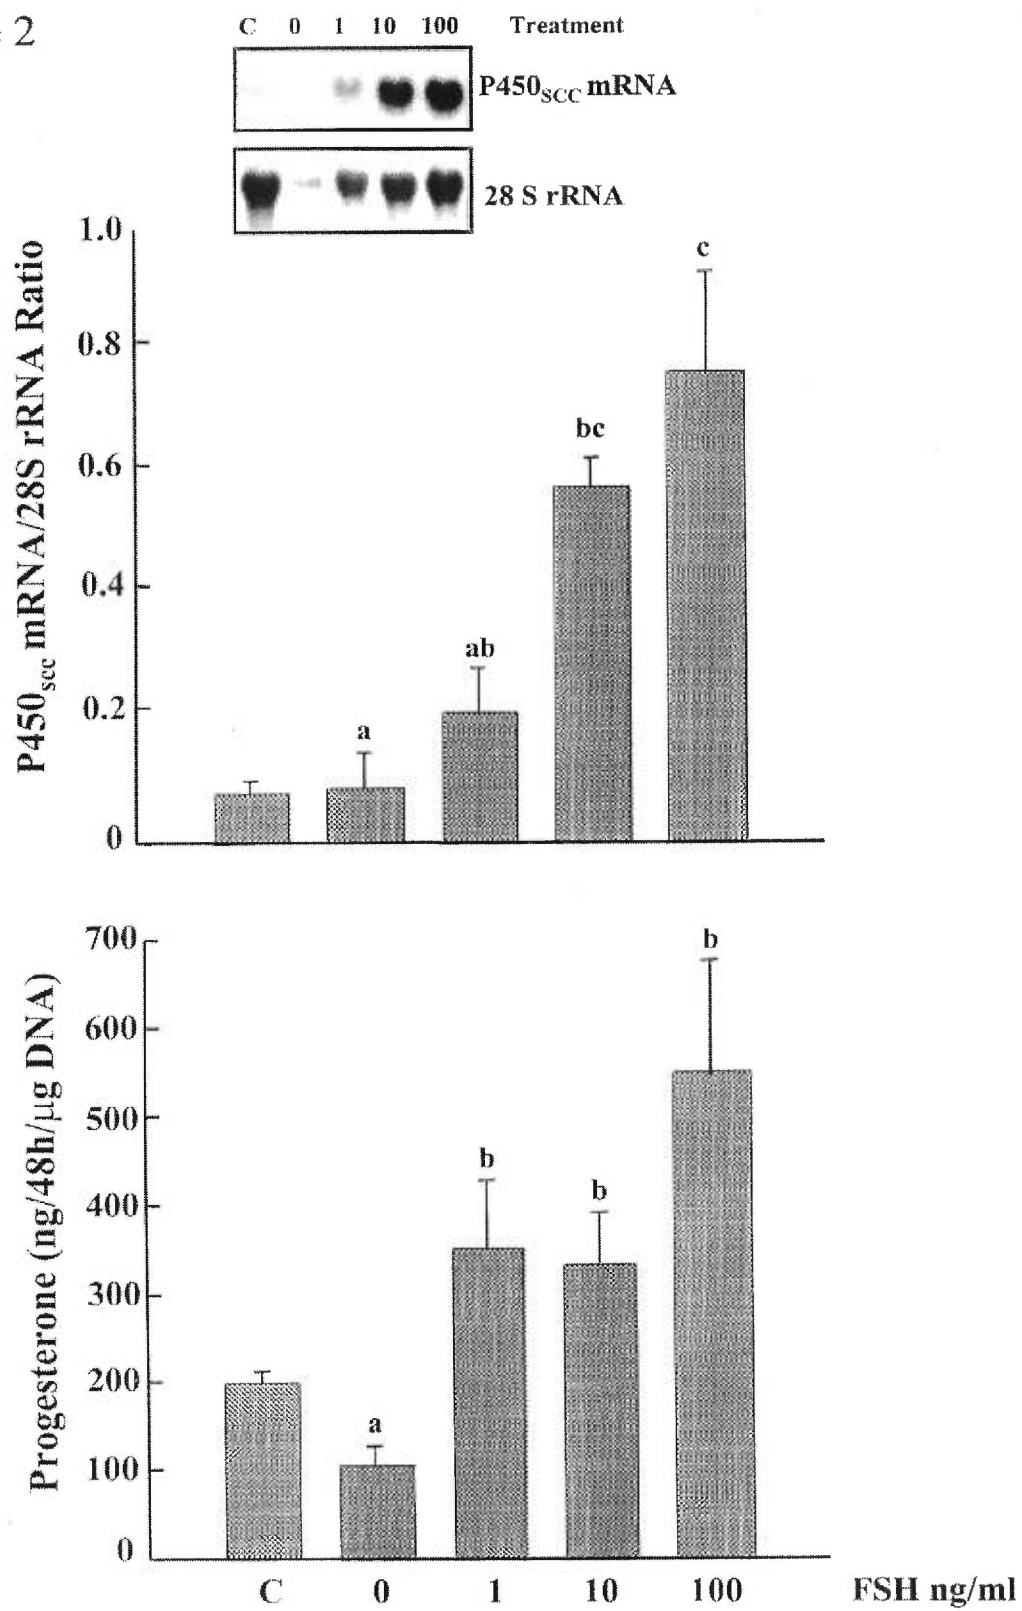 2
C 0 1 10 100 Treatment
P450SCC mRNA
28 S rRNA
P450scc mRNA/28S rRNA Ratio
1.0
0.8
0.6
0.4
0.2
0
a
ab
bc
c
Progesterone (ng/48h/µg DNA)
700
600
500
400
300
200
100
0
a
b
b
b
C 0 1 10 100 FSH ng/ml